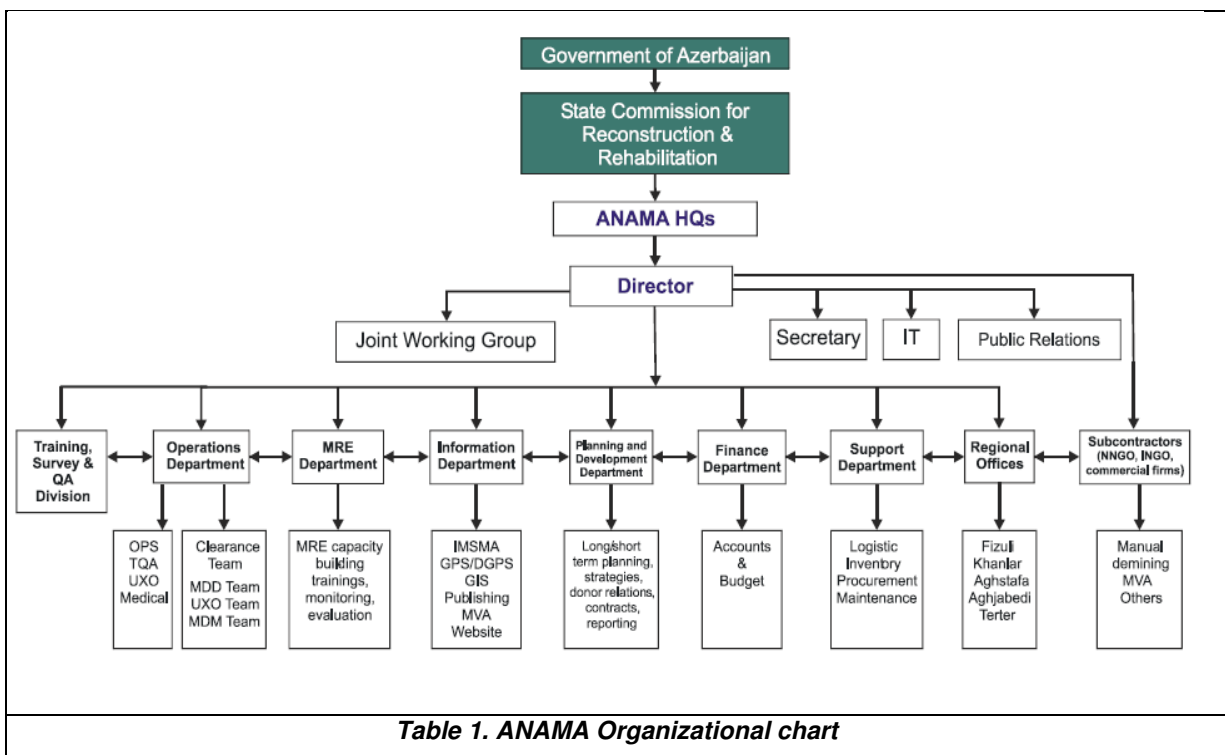 Government of Azerbaijan
State Commission for
Reconstruction &
Rehabilitation
ANAMA HQs
Director
Joint Working Group
Secretary
IT
Public Relations
Training,
Survey &
QA
Division
Operations
Department
MRE
Department
Information
Department
Planning and
Development
Department
Finance
Department
Support
Department
Regional
Offices
Subcontractors
(NNGO, INGO,
commercial firms)
OPS
TQA
UXO
Medical
Clearance
Team
MDD Team
UXO Team
MDM Team
MRE capacity
building
trainings,
monitoring,
evaluation
IMSMA
GPS/DGPS
GIS
Publishing
MVA
Website
Long/short
term planning,
strategies,
donor relations,
contracts,
reporting
Accounts
&
Budget
Logistic
Invenbry
Procurement
Maintenance
Fizuli
Khanlar
Aghstafa
Aghjabedi
Terter
Manual
demining
MVA
Others
Table 1. ANAMA Organizational chart